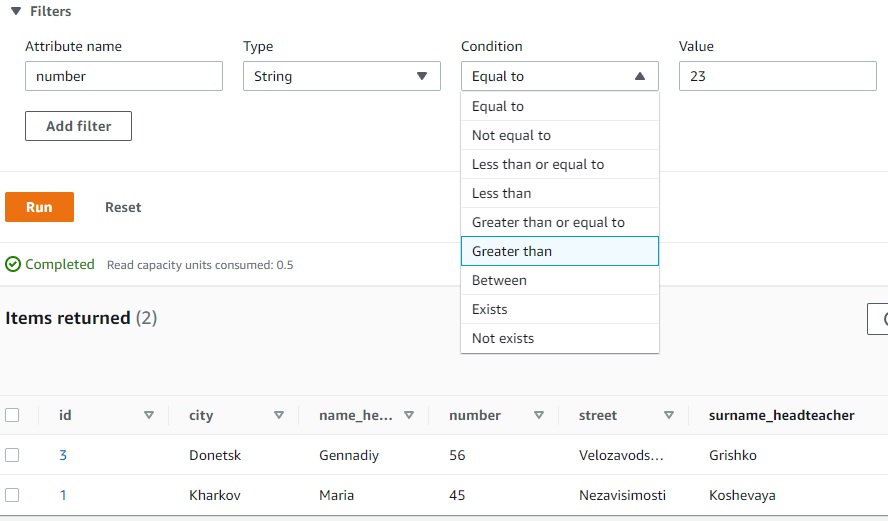 Filters
Attribute name Type Condition Value
number String Equal to 23
Add filter
Equal to
Not equal to
Less than or equal to
Less than
Greater than or equal to
Greater than
Between
Exists
Not exists
Run Reset
Completed Read capacity units consumed: 0.5
Items returned (2)
id city name_he... number street surname_headteacher
3 Donetsk Gennadiy 56 Velozavods... Grishko
1 Kharkov Maria 45 Nezavisimosti Koshevaya